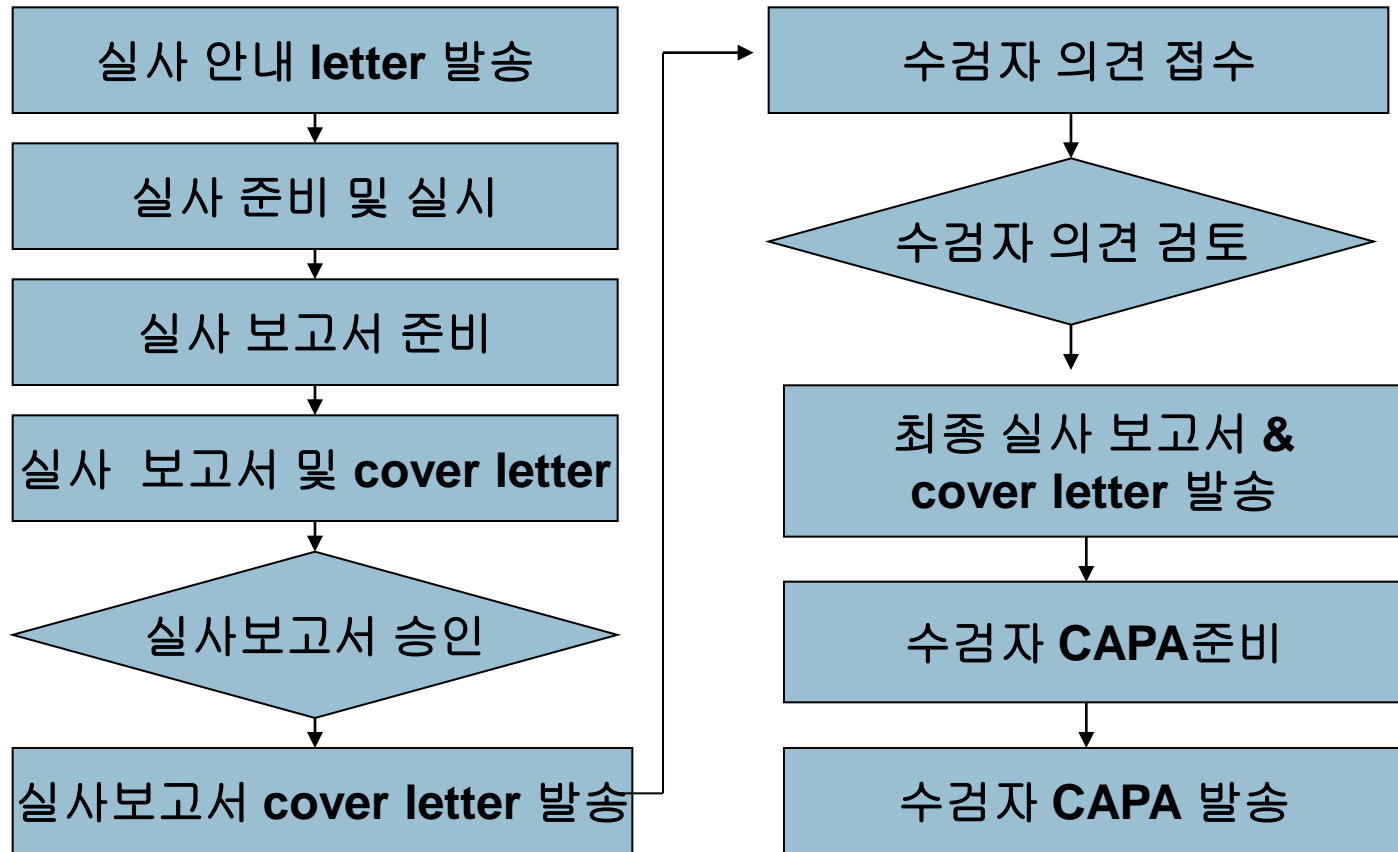 실사 안내 letter 발송
실사 준비 및 실시
실사 보고서 준비
실사 보고서 및 cover letter
실사보고서 승인
실사보고서 cover letter 발송
수검자 의견 접수
수검자 의견 검토
최종 실사 보고서 &
cover letter 발송
수검자 CAPA준비
수검자 CAPA 발송